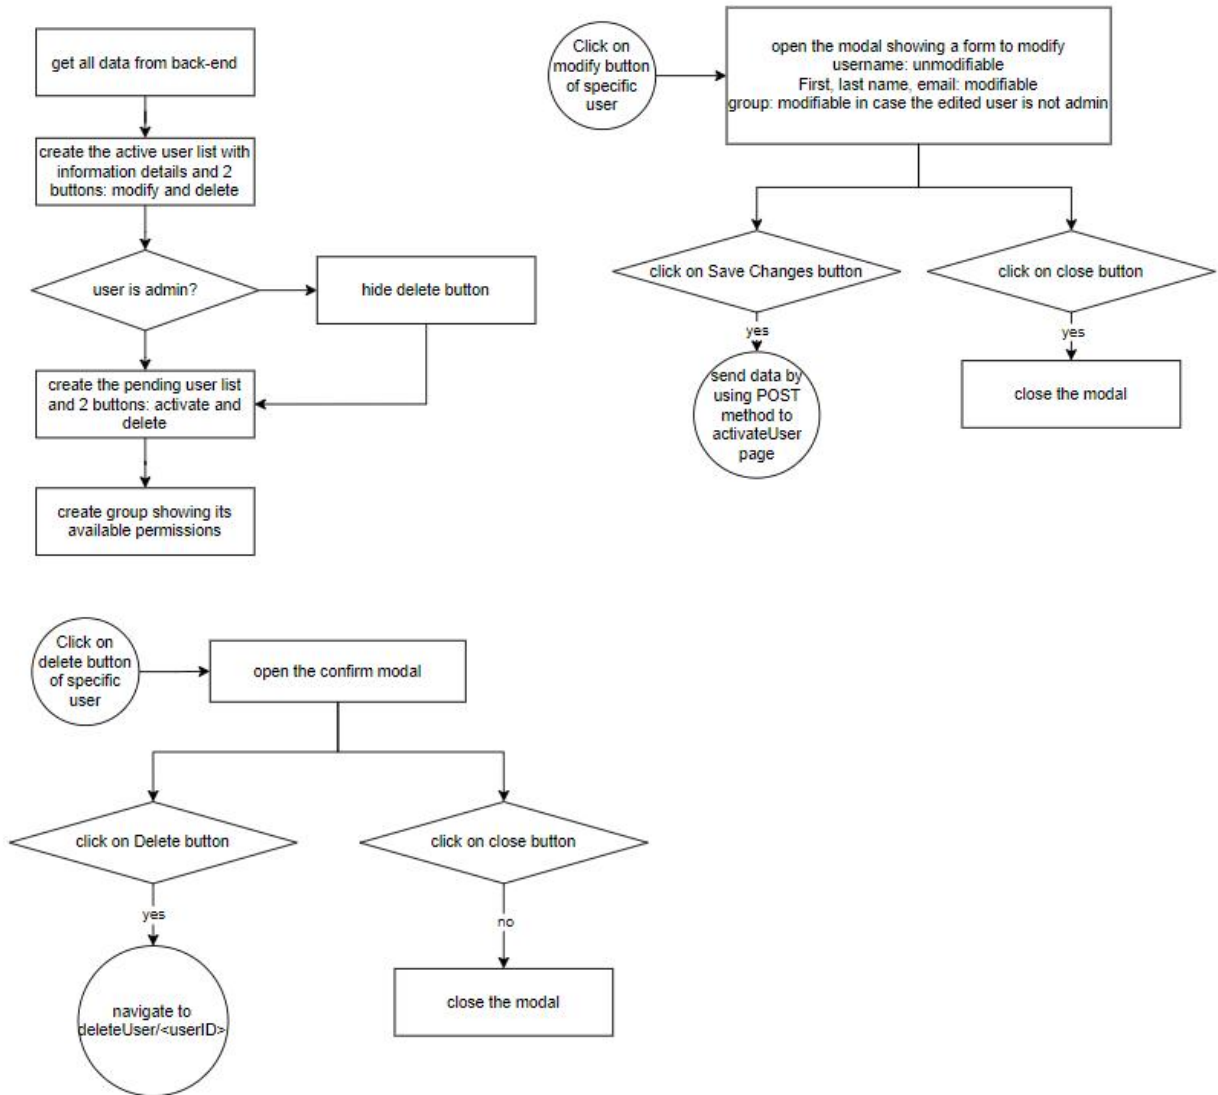 get all data from back-end
create the active user list with
information details and 2
buttons: modify and delete
user is admin?
hide delete button
create the pending user list
and 2 buttons: activate and
delete
create group showing its
available permissions
Click on
modify button
of specific
user
open the modal showing a form to modify
username: unmodifiable
First, last name, email: modifiable
group: modifiable in case the edited user is not admin
click on Save Changes button
click on close button
yes
yes
send data by
using POST
method to
activateUser
page
close the modal
Click on
delete button
of specific
user
open the confirm modal
click on Delete button
click on close button
yes
no
navigate to
deleteUser/<userID>
close the modal